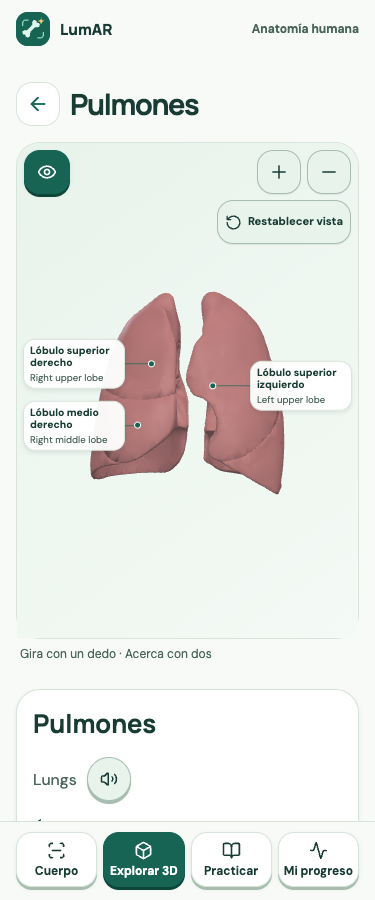 LumAR
Anatomía humana
Pulmones
Restablecer vista
Lóbulo superior
derecho
Right upper lobe
Lóbulo superior
izquierdo
Left upper lobe
Lóbulo medio
derecho
Right middle lobe
Gira con un dedo · Acerca con dos
Pulmones
Lungs
Cuerpo
Explorar 3D
Practicar
Mi progreso